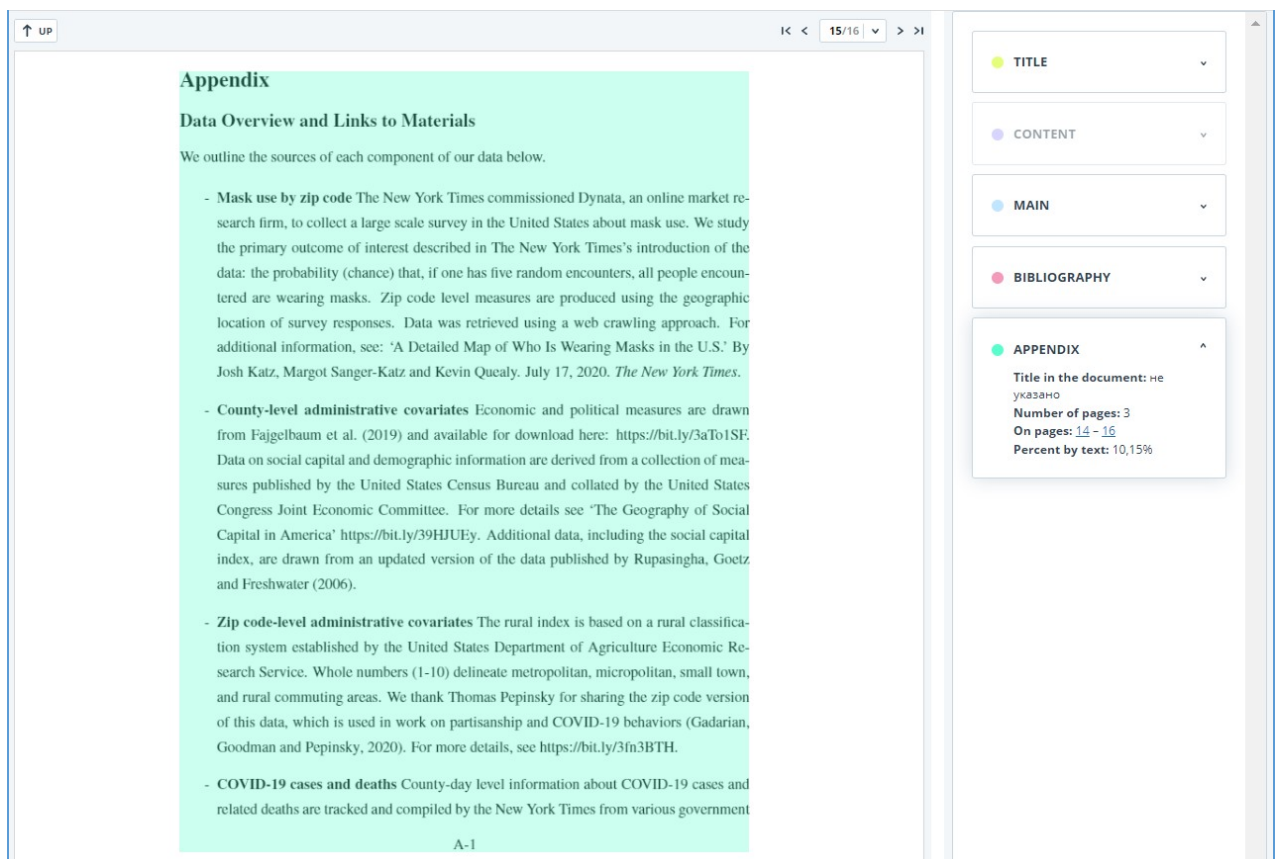 ↑ UP
15/16
Appendix
Data Overview and Links to Materials
We outline the sources of each component of our data below.
- Mask use by zip code The New York Times commissioned Dynata, an online market re-
search firm, to collect a large scale survey in the United States about mask use. We study
the primary outcome of interest described in The New York Times's introduction of the
data: the probability (chance) that, if one has five random encounters, all people encoun-
tered are wearing masks. Zip code level measures are produced using the geographic
location of survey responses. Data was retrieved using a web crawling approach. For
additional information, see: ‘A Detailed Map of Who Is Wearing Masks in the U.S.’ By
Josh Katz, Margot Sanger-Katz and Kevin Quealy. July 17, 2020. The New York Times.
- County-level administrative covariates Economic and political measures are drawn
from Fajgelbaum et al. (2019) and available for download here: https://bit.ly/3aTo1SF.
Data on social capital and demographic information are derived from a collection of mea-
sures published by the United States Census Bureau and collated by the United States
Congress Joint Economic Committee. For more details see ‘The Geography of Social
Capital in America’ https://bit.ly/39HJUEy. Additional data, including the social capital
index, are drawn from an updated version of the data published by Rupasingha, Goetz
and Freshwater (2006).
- Zip code-level administrative covariates The rural index is based on a rural classifica-
tion system established by the United States Department of Agriculture Economic Re-
search Service. Whole numbers (1-10) delineate metropolitan, micropolitan, small town,
and rural commuting areas. We thank Thomas Pepinsky for sharing the zip code version
of this data, which is used in work on partisanship and COVID-19 behaviors (Gadarian,
Goodman and Pepinsky, 2020). For more details, see https://bit.ly/3fn3BTH.
- COVID-19 cases and deaths County-day level information about COVID-19 cases and
related deaths are tracked and compiled by the New York Times from various government
A-1
TITLE
CONTENT
MAIN
BIBLIOGRAPHY
APPENDIX
Title in the document: не
указано
Number of pages: 3
On pages: 14 – 16
Percent by text: 10,15%